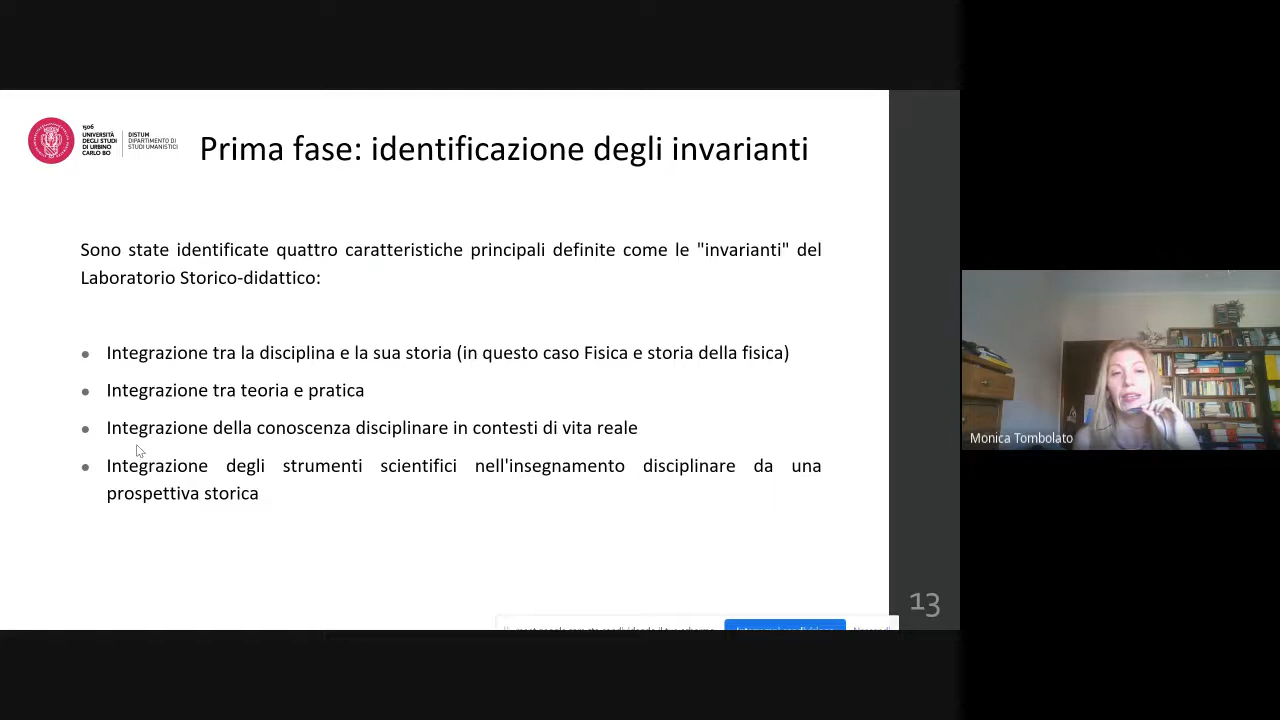 1506
UNIVERSITÀ
DEGLI STUDI
DI URBINO
CARLO BO
DISTUM
DIPARTIMENTO DI
STUDI UMANISTICI
Prima fase: identificazione degli invarianti
Sono state identificate quattro caratteristiche principali definite come le "invarianti" del
Laboratorio Storico-didattico:
● Integrazione tra la disciplina e la sua storia (in questo caso Fisica e storia della fisica)
● Integrazione tra teoria e pratica
● Integrazione della conoscenza disciplinare in contesti di vita reale
● Integrazione degli strumenti scientifici nell'insegnamento disciplinare da una
prospettiva storica
13
Monica Tombolato